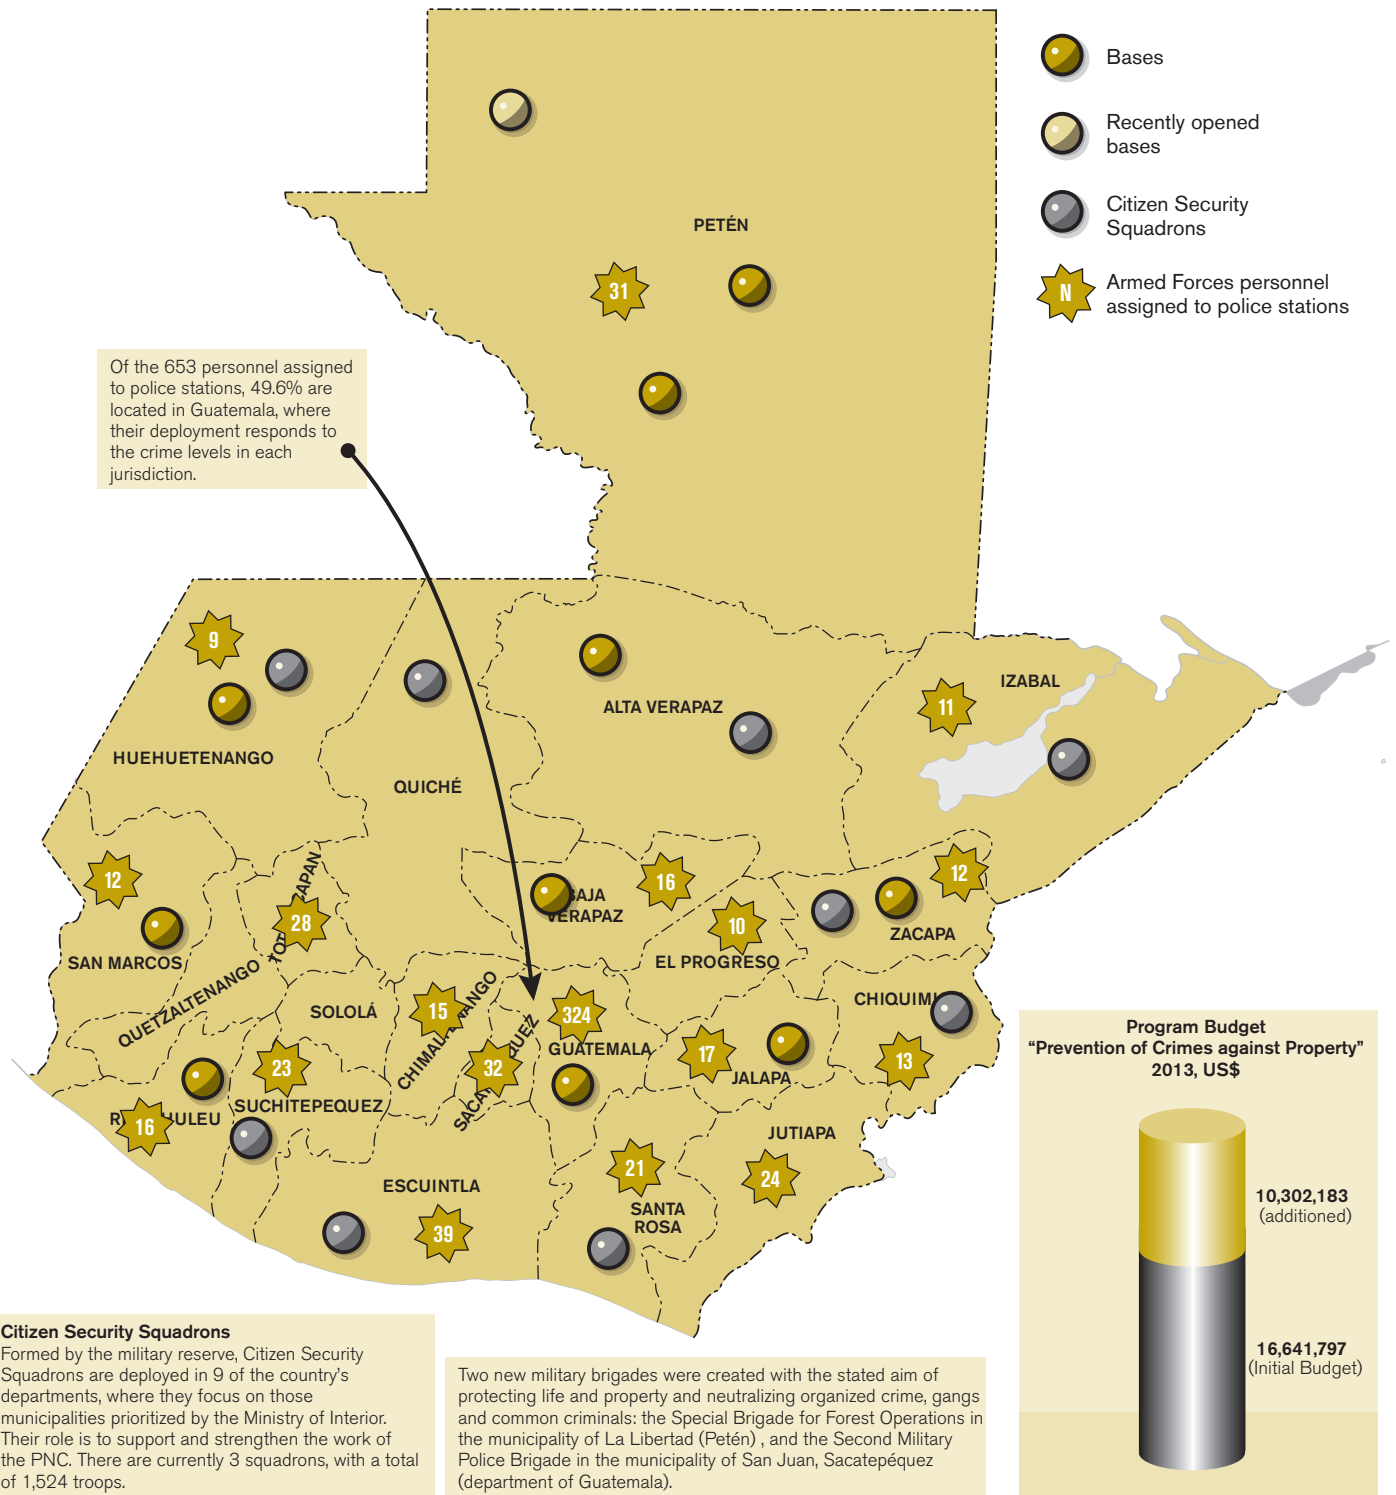 Bases
Recently opened
bases
Citizen Security
Squadrons
N
Armed Forces personnel
assigned to police stations
PETÉN
31
Of the 653 personnel assigned
to police stations, 49.6% are
located in Guatemala, where
their deployment responds to
the crime levels in each
jurisdiction.
9
HUEHUETENANGO
QUICHÉ
ALTA VERAPAZ
IZABAL
11
12
SAN MARCOS
28
QUETZALTENANGO
BAJA
VERAPAZ
16
10
EL PROGRESO
12
ZACAPA
SOLOLÁ
15
324
GUATEMALA
32
17
JALAPA
13
23
SUCHITEPEQUEZ
16
JUTIAPA
24
21
SANTA
ROSA
ESCUINTLA
39
Program Budget
“Prevention of Crimes against Property”
2013, US$
10,302,183
(additioned)
16,641,797
(Initial Budget)
Citizen Security Squadrons
Formed by the military reserve, Citizen Security
Squadrons are deployed in 9 of the country's
departments, where they focus on those
municipalities prioritized by the Ministry of Interior.
Their role is to support and strengthen the work of
the PNC. There are currently 3 squadrons, with a total
of 1,524 troops.
Two new military brigades were created with the stated aim of
protecting life and property and neutralizing organized crime, gangs
and common criminals: the Special Brigade for Forest Operations in
the municipality of La Libertad (Petén) , and the Second Military
Police Brigade in the municipality of San Juan, Sacatepéquez
(department of Guatemala).